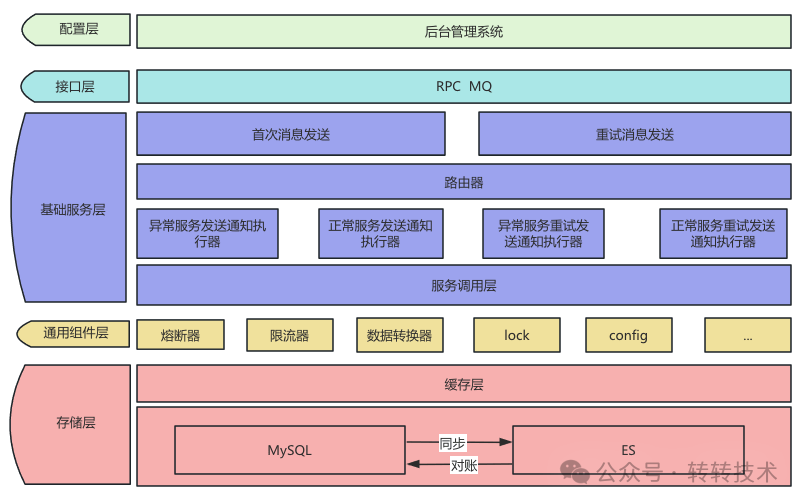 配置层
后台管理系统
接口层
RPC MQ
基础服务层
首次消息发送
重试消息发送
路由器
异常服务发送通知执
行器
正常服务发送通知
执行器
异常服务重试发
送通知执行器
正常服务重试发送
通知执行器
服务调用层
通用组件层
熔断器
限流器
数据转换器
lock
config
...
存储层
缓存层
MySQL
同步
对账
ES
公众号 · 转转技术